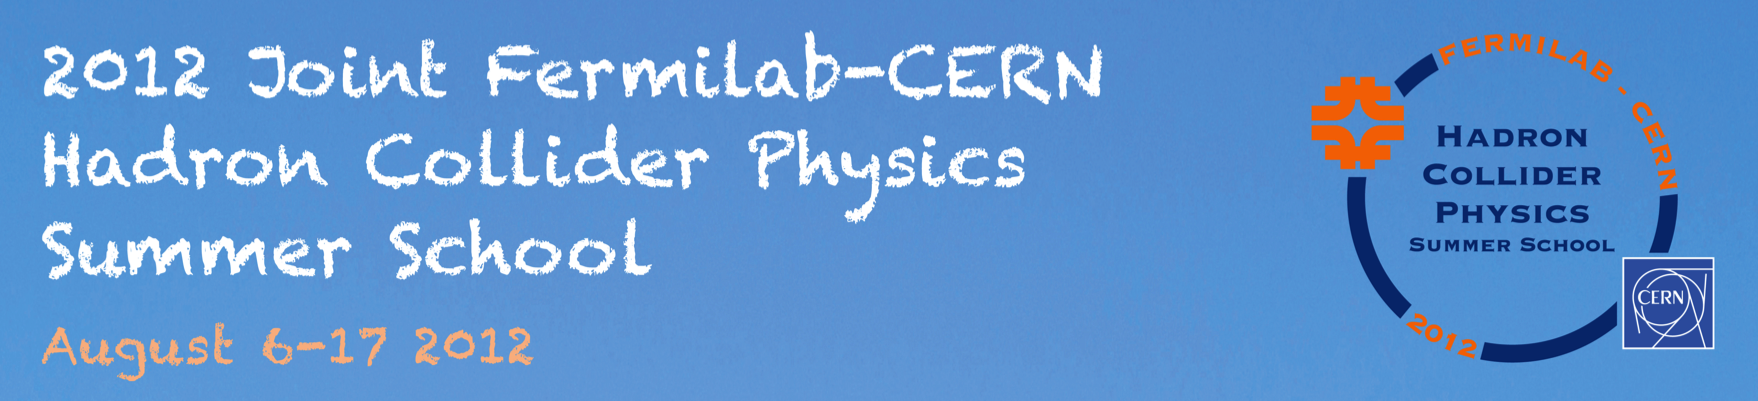 2012 Joint Fermilab-CERN
Hadron Collider Physics
Summer School
August 6-17 2012
FERMILAB - CERN
HADRON
COLLIDER
PHYSICS
SUMMER SCHOOL
CERN
2012